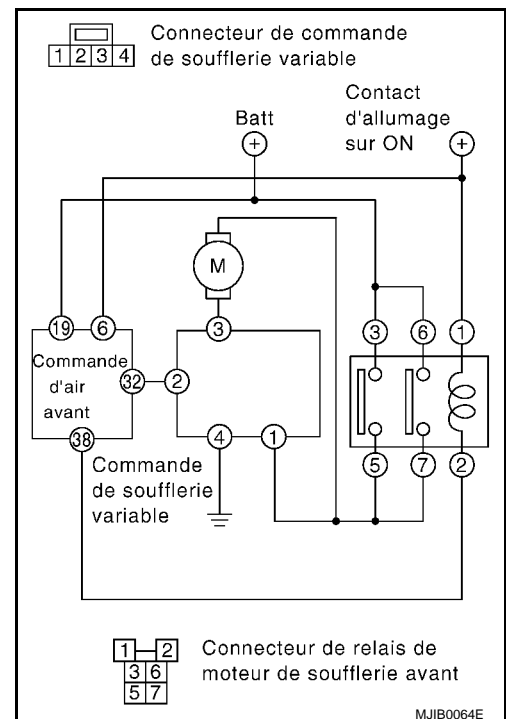 Connecteur de commande
1 2 3 4 de soufflerie variable
Contact
d'allumage
Batt
sur ON
+ +
M
19 6 3 3 6 1
Commande
d'air
avant
32 2
38 4 1 5 7 2
Commande
de soufflerie
variable
Connecteur de relais de
moteur de soufflerie avant
1 2
3 6
5 7
MJIB0064E